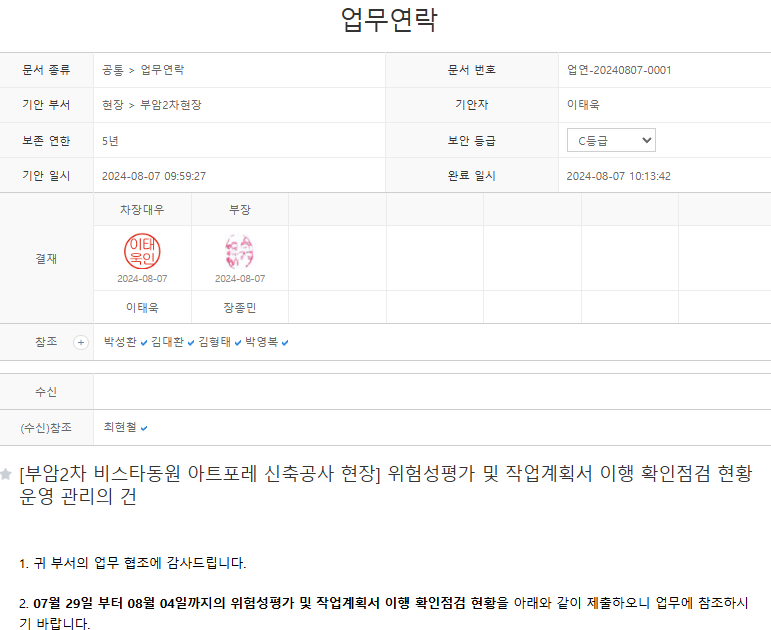 업무연락
문서 종류 공통 > 업무연락 문서 번호 업연-20240807-0001
기안 부서 현장 > 부암2차현장 기안자 이태욱
보존 연한 5년 보안 등급 C등급
기안 일시 2024-08-07 09:59:27 완료 일시 2024-08-07 10:13:42
결재 차장대우 부장
이태
욱인
2024-08-07 2024-08-07
이태욱 장종민
참조 + 박성환 김대환 김형태 박영복
수신
(수신)참조 최현철
[부암2차 비스타동원 아트포레 신축공사 현장] 위험성평가 및 작업계획서 이행 확인점검 현황
운영 관리의 건
1. 귀 부서의 업무 협조에 감사드립니다.
2. 07월 29일 부터 08월 04일까지의 위험성평가 및 작업계획서 이행 확인점검 현황을 아래와 같이 제출하오니 업무에 참조하시
기 바랍니다.